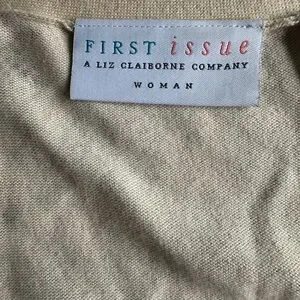 FIRST issue
A LIZ CLAIBORNE COMPANY
WOMAN